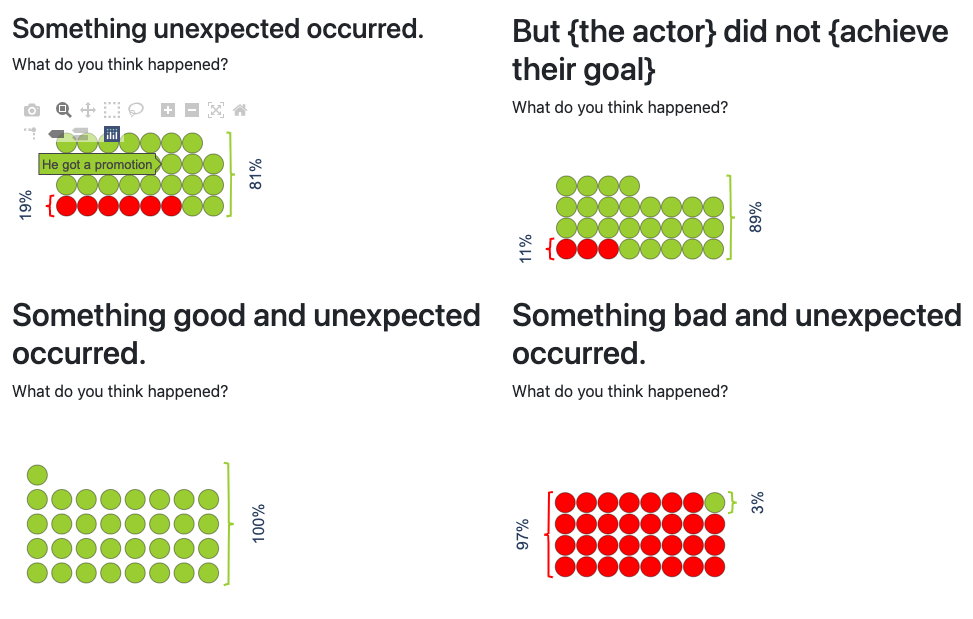 Something unexpected occurred.
What do you think happened?
He got a promotion
19%
81%
But {the actor} did not {achieve
their goal}
What do you think happened?
11%
89%
Something good and unexpected
occurred.
What do you think happened?
100%
Something bad and unexpected
occurred.
What do you think happened?
97%
3%